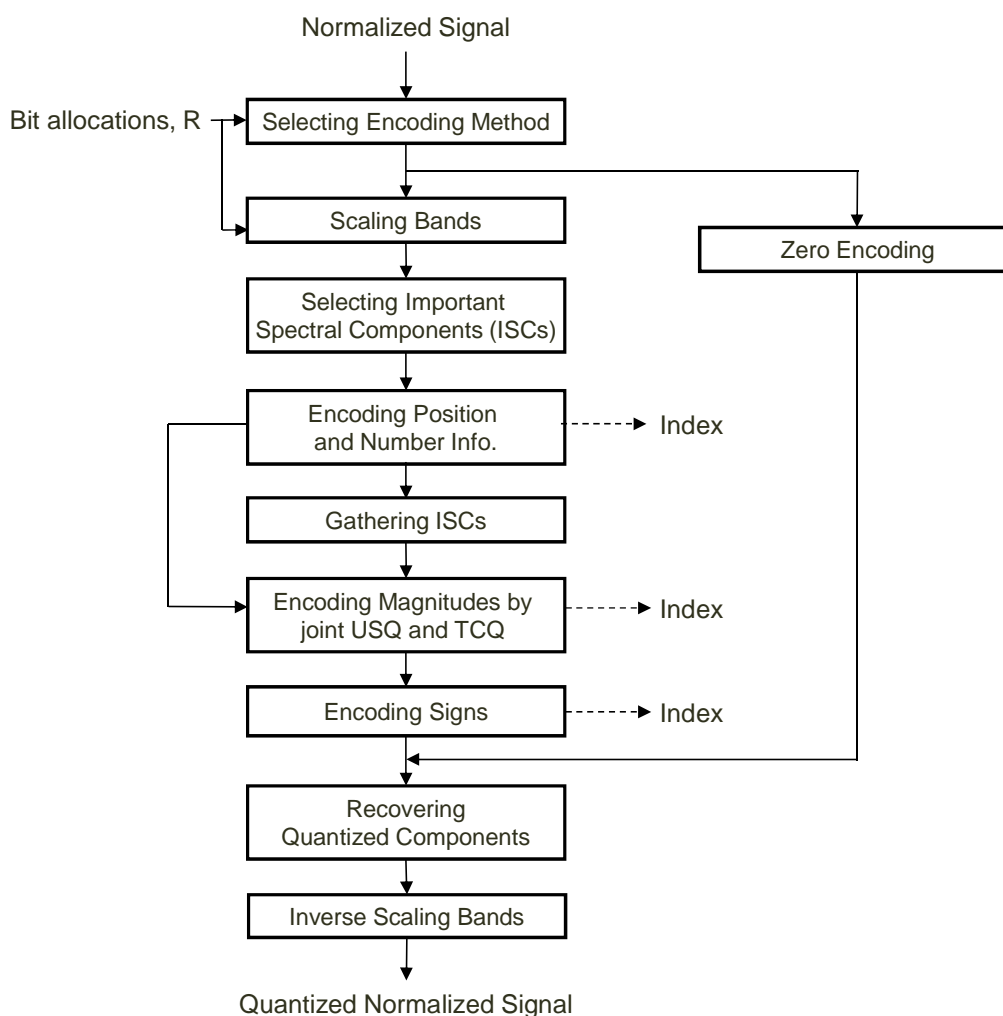 Normalized Signal
Bit allocations, R
Selecting Encoding Method
Scaling Bands
Zero Encoding
Selecting Important
Spectral Components (ISCs)
Encoding Position
and Number Info.
Index
Gathering ISCs
Encoding Magnitudes by
joint USQ and TCQ
Index
Encoding Signs
Index
Recovering
Quantized Components
Inverse Scaling Bands
Quantized Normalized Signal